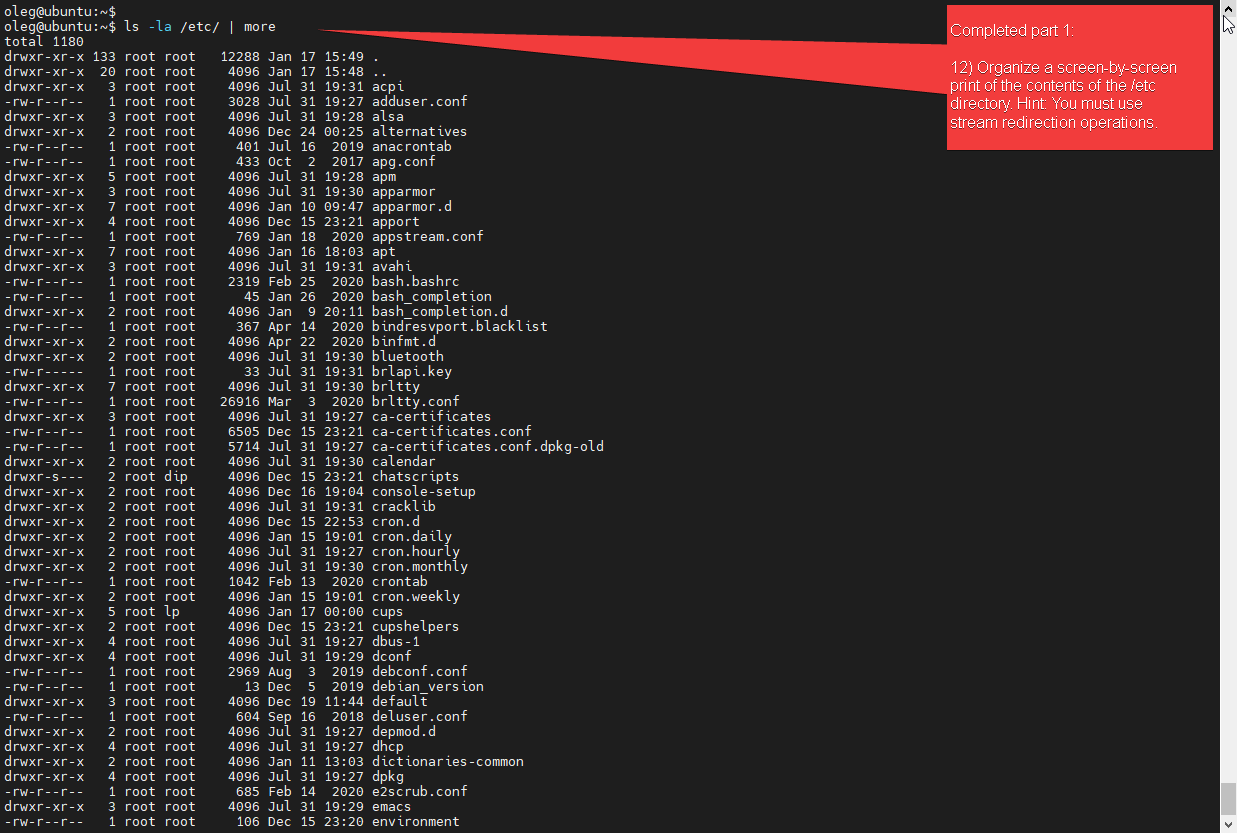 oleg@ubuntu:~$
oleg@ubuntu:~$ ls -la /etc/ | more
total 1180
drwxr-xr-x 133 root root   12288 Jan 17 15:49 .
drwxr-xr-x  20 root root    4096 Jan 17 15:48 ..
drwxr-xr-x   3 root root    4096 Jul 31 19:31 acpi
-rw-r--r--   1 root root    3028 Jul 31 19:27 adduser.conf
drwxr-xr-x   3 root root    4096 Jul 31 19:28 alsa
drwxr-xr-x   2 root root    4096 Dec 24 00:25 alternatives
-rw-r--r--   1 root root     401 Jul 16  2019 anacrontab
-rw-r--r--   1 root root     433 Oct  2  2017 apg.conf
drwxr-xr-x   5 root root    4096 Jul 31 19:28 apm
drwxr-xr-x   3 root root    4096 Jul 31 19:30 apparmor
drwxr-xr-x   7 root root    4096 Jan 10 09:47 apparmor.d
drwxr-xr-x   4 root root    4096 Dec 15 23:21 apport
-rw-r--r--   1 root root     769 Jan 18  2020 appstream.conf
drwxr-xr-x   7 root root    4096 Jan 16 18:03 apt
drwxr-xr-x   3 root root    4096 Jul 31 19:31 avahi
-rw-r--r--   1 root root    2319 Feb 25  2020 bash.bashrc
-rw-r--r--   1 root root      45 Jan 26  2020 bash_completion
drwxr-xr-x   2 root root    4096 Jan  9 20:11 bash_completion.d
-rw-r--r--   1 root root     367 Apr 14  2020 bindresvport.blacklist
drwxr-xr-x   2 root root    4096 Apr 22  2020 binfmt.d
drwxr-xr-x   2 root root    4096 Jul 31 19:30 bluetooth
-rw-r-----   1 root root      33 Jul 31 19:31 brlapi.key
drwxr-xr-x   7 root root    4096 Jul 31 19:30 brltty
-rw-r--r--   1 root root   26916 Mar  3  2020 brltty.conf
drwxr-xr-x   3 root root    4096 Jul 31 19:27 ca-certificates
-rw-r--r--   1 root root    6505 Dec 15 23:21 ca-certificates.conf
-rw-r--r--   1 root root    5714 Jul 31 19:27 ca-certificates.conf.dpkg-old
drwxr-xr-x   2 root root    4096 Jul 31 19:30 calendar
drwxr-s---   2 root dip     4096 Dec 15 23:21 chatscripts
drwxr-xr-x   2 root root    4096 Dec 16 19:04 console-setup
drwxr-xr-x   2 root root    4096 Jul 31 19:31 cracklib
drwxr-xr-x   2 root root    4096 Dec 15 22:53 cron.d
drwxr-xr-x   2 root root    4096 Jan 15 19:01 cron.daily
drwxr-xr-x   2 root root    4096 Jul 31 19:27 cron.hourly
drwxr-xr-x   2 root root    4096 Jul 31 19:30 cron.monthly
-rw-r--r--   1 root root    1042 Feb 13  2020 crontab
drwxr-xr-x   2 root root    4096 Jan 15 19:01 cron.weekly
drwxr-xr-x   5 root lp      4096 Jan 17 00:00 cups
drwxr-xr-x   2 root root    4096 Dec 15 23:21 cupshelpers
drwxr-xr-x   4 root root    4096 Jul 31 19:27 dbus-1
drwxr-xr-x   4 root root    4096 Jul 31 19:29 dconf
-rw-r--r--   1 root root    2969 Aug  3  2019 debconf.conf
-rw-r--r--   1 root root      13 Dec  5  2019 debian_version
drwxr-xr-x   3 root root    4096 Dec 19 11:44 default
-rw-r--r--   1 root root     604 Sep 16  2018 deluser.conf
drwxr-xr-x   2 root root    4096 Jul 31 19:27 depmod.d
drwxr-xr-x   4 root root    4096 Jul 31 19:27 dhcp
drwxr-xr-x   2 root root    4096 Jan 11 13:03 dictionaries-common
drwxr-xr-x   4 root root    4096 Jul 31 19:27 dpkg
-rw-r--r--   1 root root     685 Feb 14  2020 e2scrub.conf
drwxr-xr-x   3 root root    4096 Jul 31 19:29 emacs
-rw-r--r--   1 root root     106 Dec 15 23:20 environment
Completed part 1:
12) Organize a screen-by-screen
print of the contents of the /etc
directory. Hint: You must use
stream redirection operations.